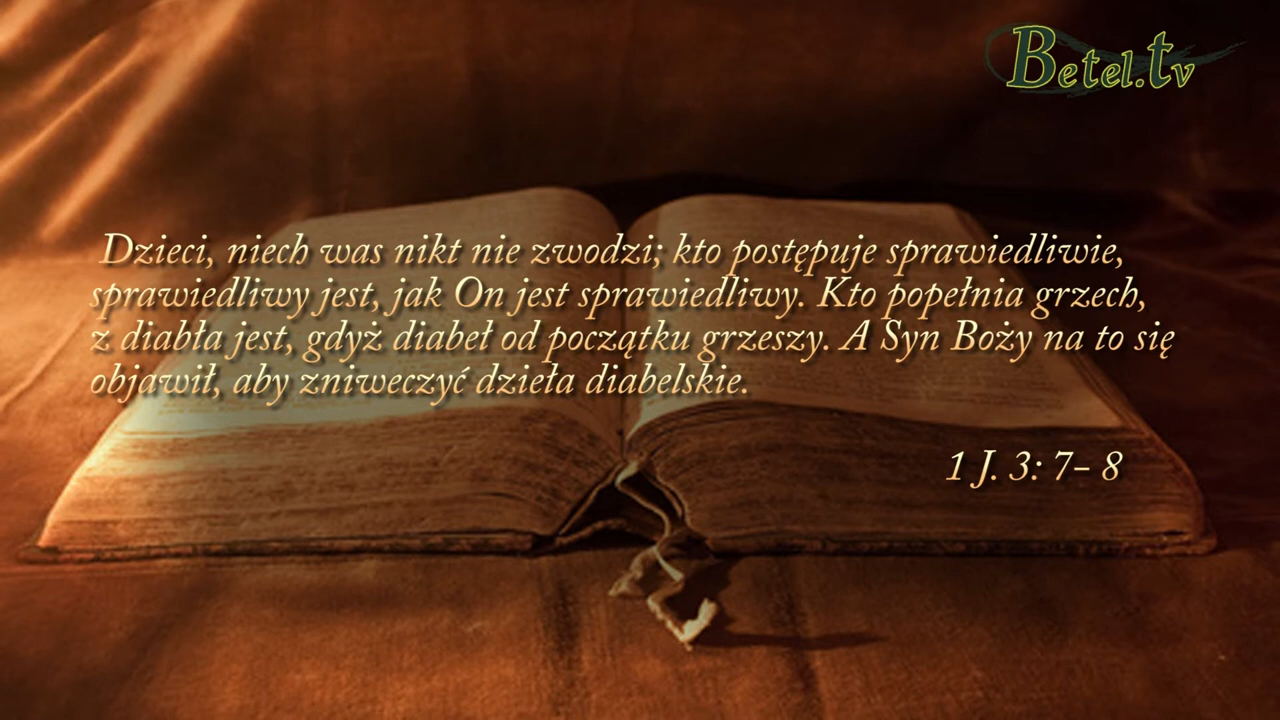 Betel.tv
Dzieci, niech was nikt nie zwodzi; kto postępuje sprawiedliwie,
sprawiedliwy jest, jak On jest sprawiedliwy. Kto popełnia grzech,
z diabła jest, gdyż diabeł od początku grzeszy. A Syn Boży na to się
objawił, aby zniweczyć dzieła diabelskie.
1 J. 3: 7– 8